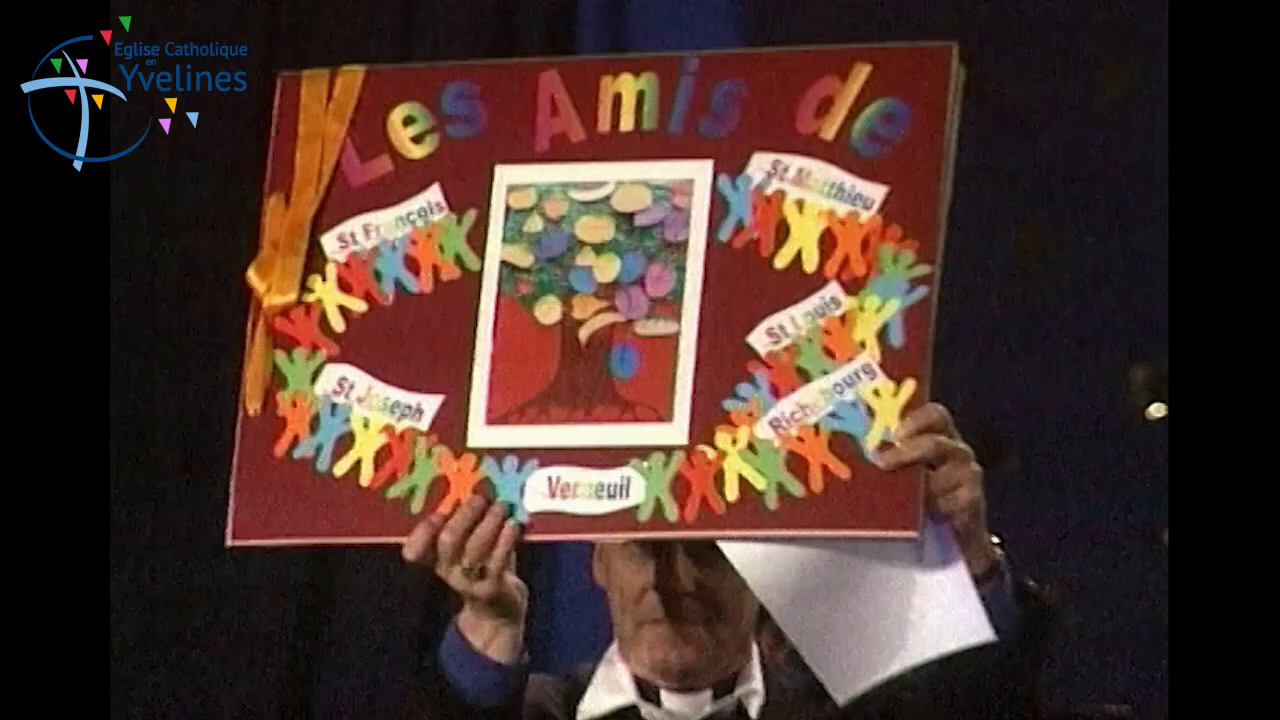 Eglise Catholique
en
Yvelines
Les Amis de
St François
St Matthieu
St Louis
St Joseph
Richebourg
Verneuil